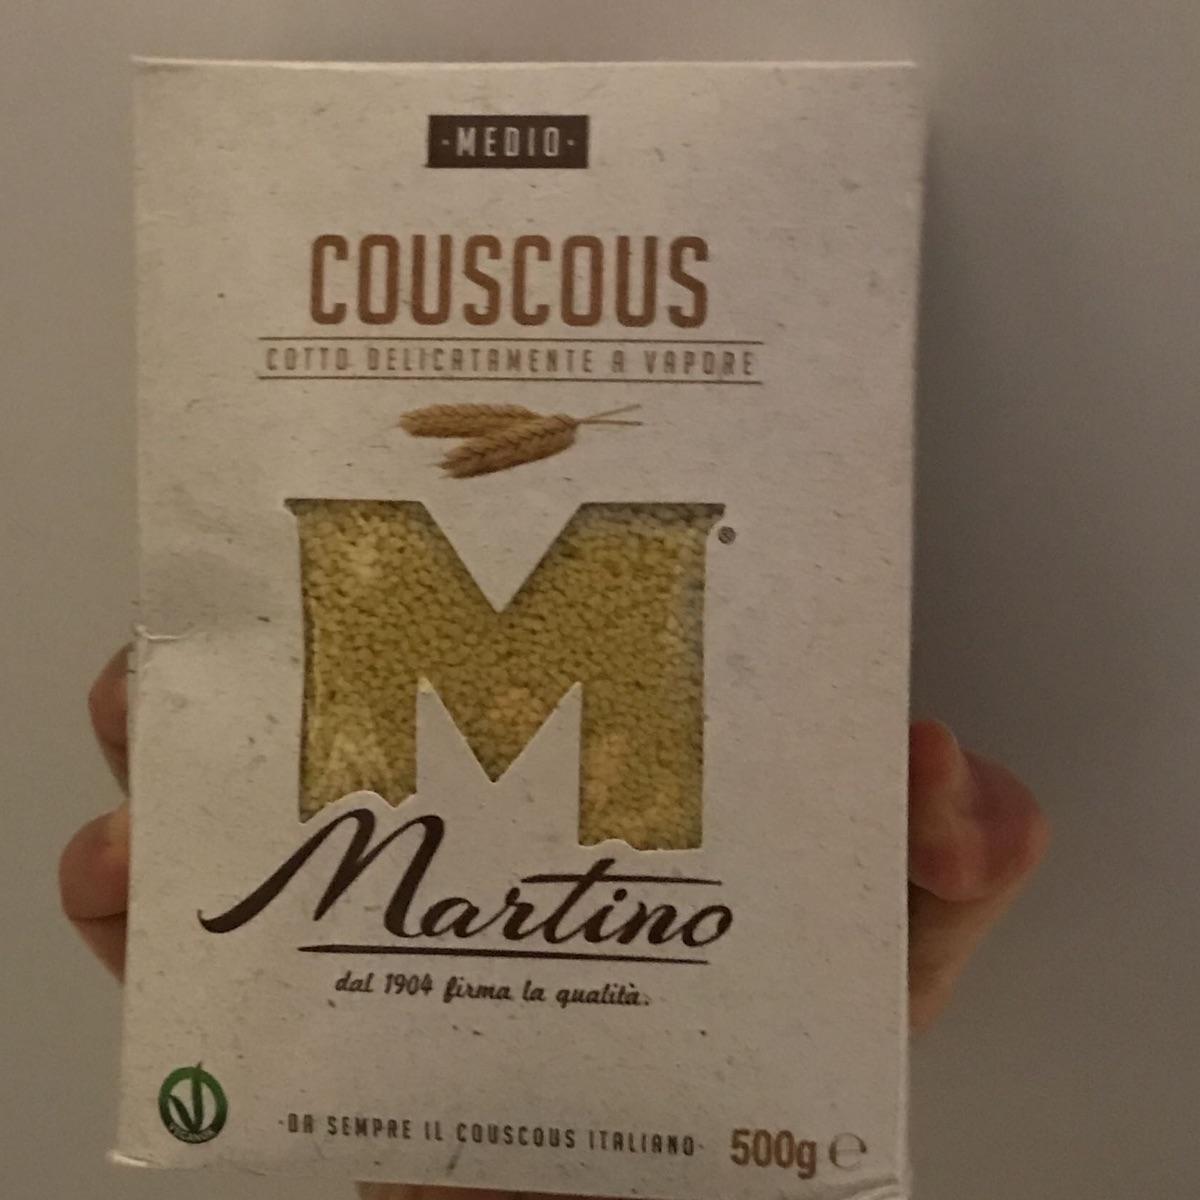 ·MEDIO·
COUSCOUS
COTTO DELICATAMENTE A VAPORE
M®
Martino
dal 1904 firma la qualità.
·DA SEMPRE IL COUSCOUS ITALIANO· 500g ℮